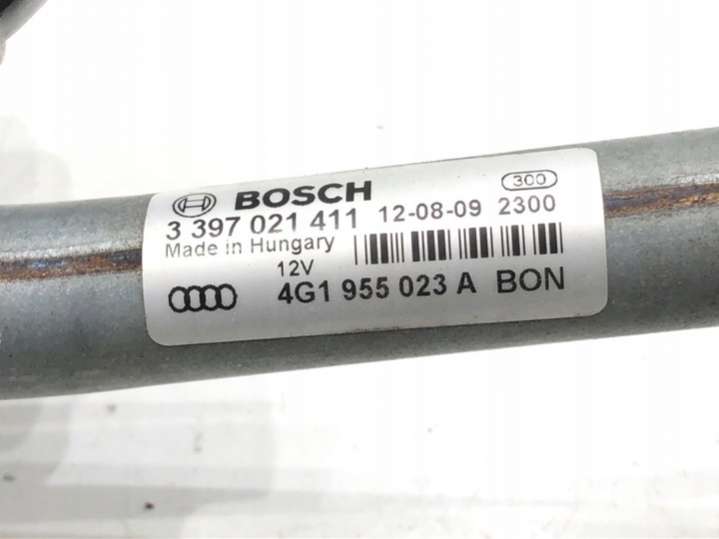 BOSCH 300
3 397 021 411 12-08-09 2300
Made in Hungary
12V
4G1 955 023 A BON